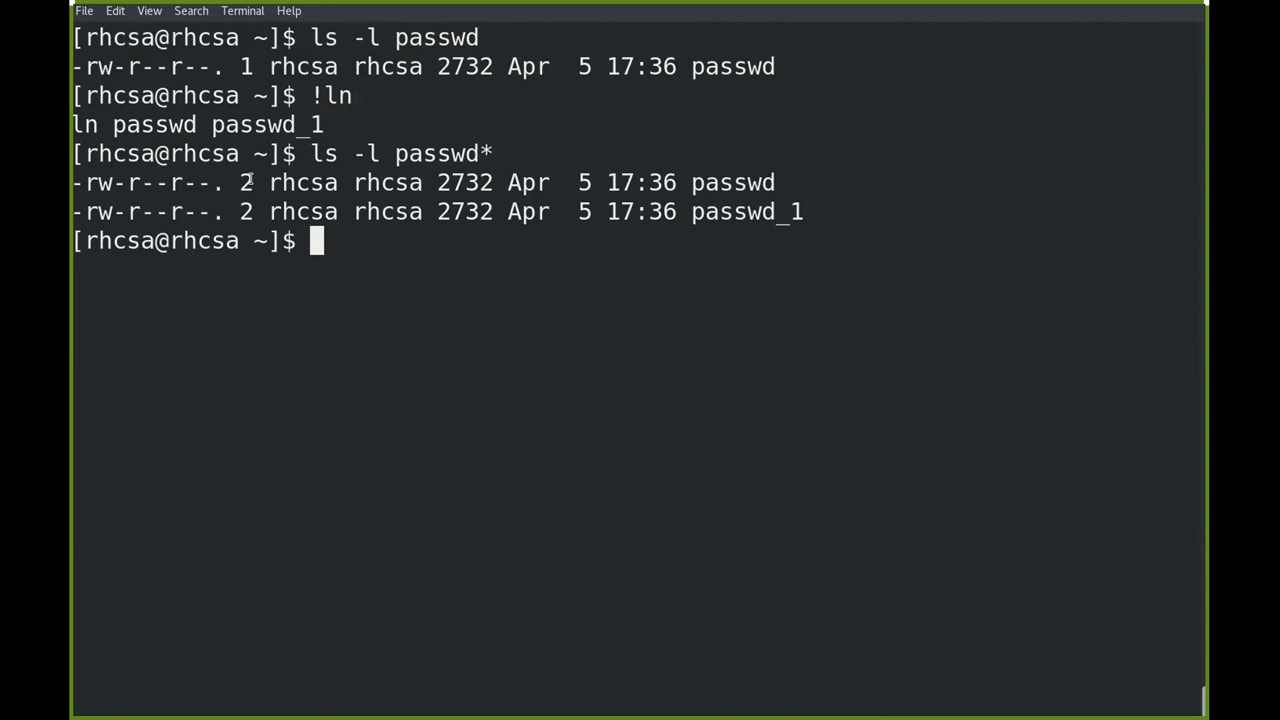 File Edit View Search Terminal Help
[rhcsa@rhcsa ~]$ ls -l passwd
-rw-r--r--. 1 rhcsa rhcsa 2732 Apr  5 17:36 passwd
[rhcsa@rhcsa ~]$ !ln
ln passwd passwd_1
[rhcsa@rhcsa ~]$ ls -l passwd*
-rw-r--r--. 2 rhcsa rhcsa 2732 Apr  5 17:36 passwd
-rw-r--r--. 2 rhcsa rhcsa 2732 Apr  5 17:36 passwd_1
[rhcsa@rhcsa ~]$